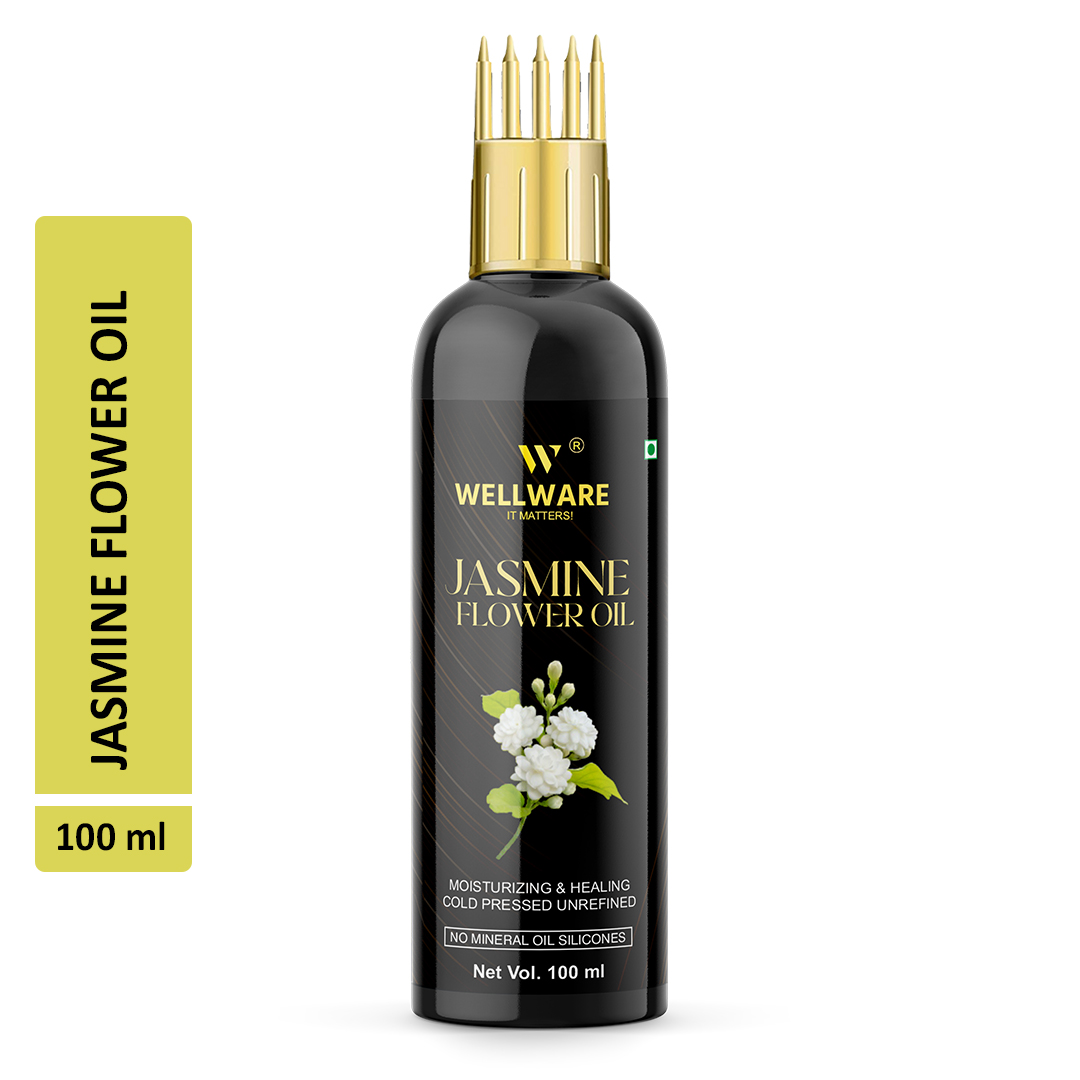 JASMINE FLOWER OIL
100 ml
W ®
WELLWARE
IT MATTERS!
JASMINE
FLOWER OIL
MOISTURIZING & HEALING
COLD PRESSED UNREFINED
NO MINERAL OIL SILICONES
Net Vol. 100 ml